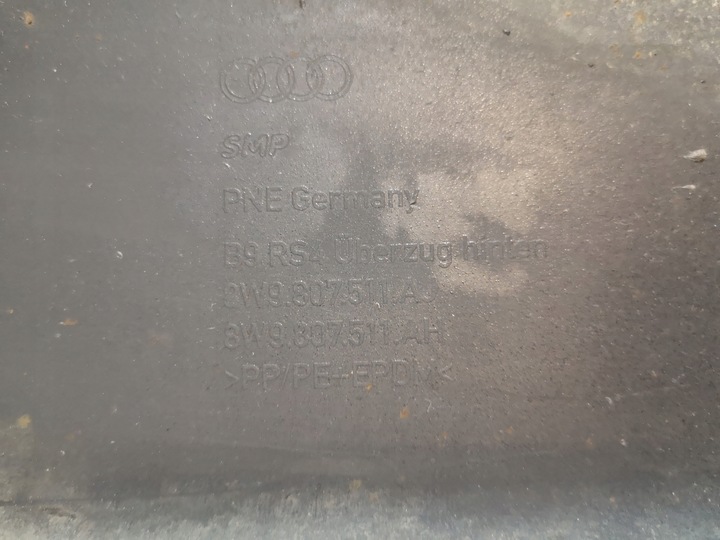 SMP
PNE Germany
B9 RS4 Überzug hinten
8W9.807.511.AJ
8W9.807.511.AH
>PP/PE+EPDM<